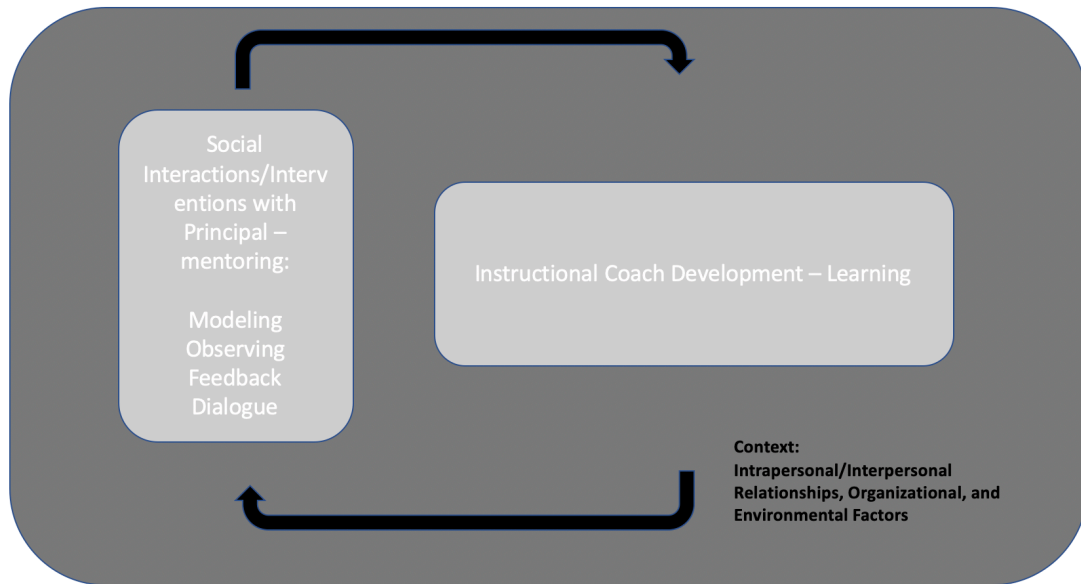 Social
Interactions/Interv
entions with
Principal –
mentoring:
Modeling
Observing
Feedback
Dialogue
Instructional Coach Development – Learning
Context:
Intrapersonal/Interpersonal
Relationships, Organizational, and
Environmental Factors